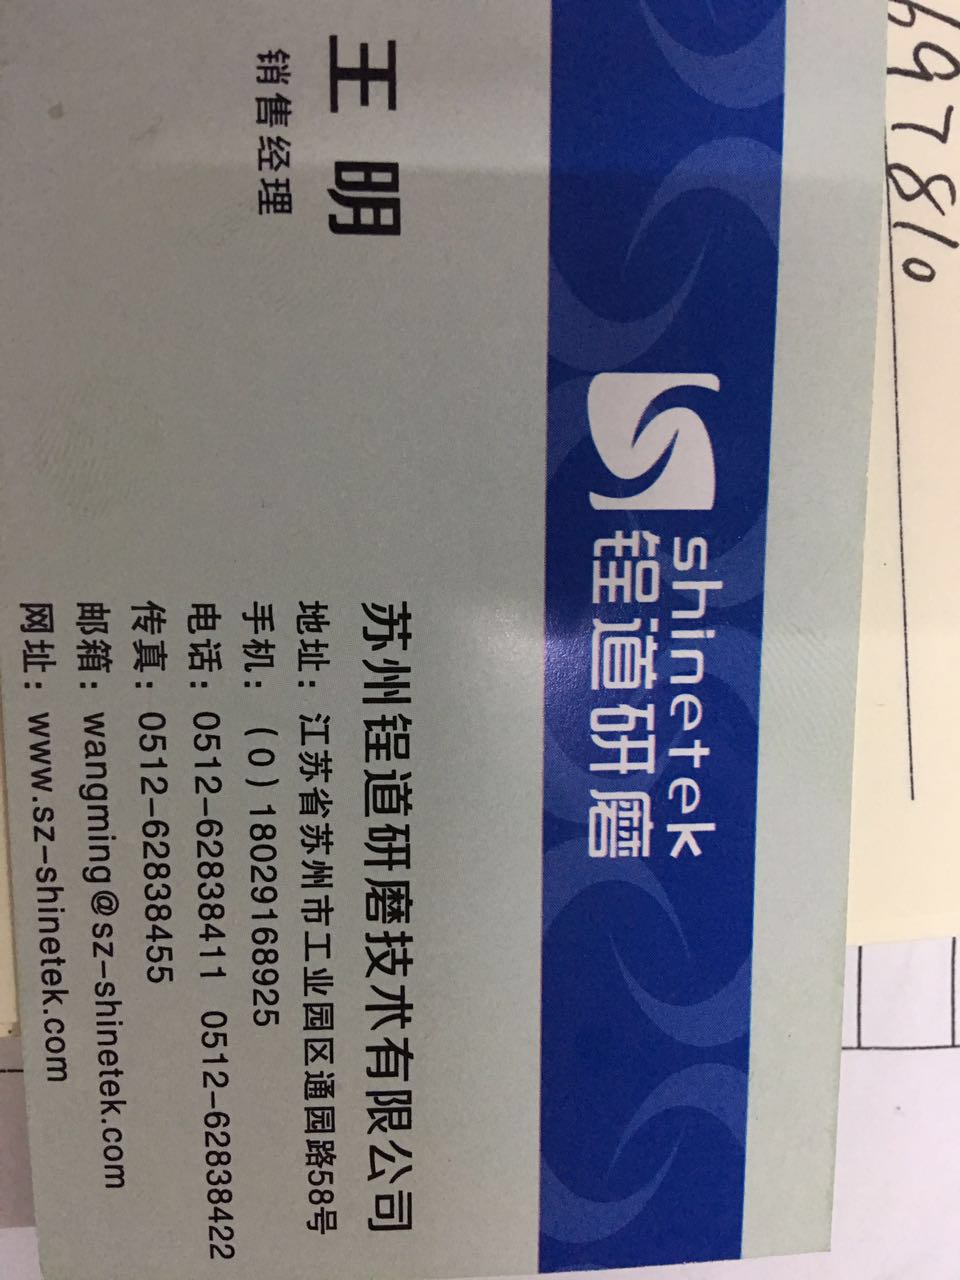 shinetek
锃道研磨
王明
销售经理
苏州锃道研磨技术有限公司
地址：江苏省苏州市工业园区通园路58号
手机：(0)18029168925
电话：0512-62838411 0512-62838422
传真：0512-62838455
邮箱：wangming@sz-shinetek.com
网址：www.sz-shinetek.com
697810